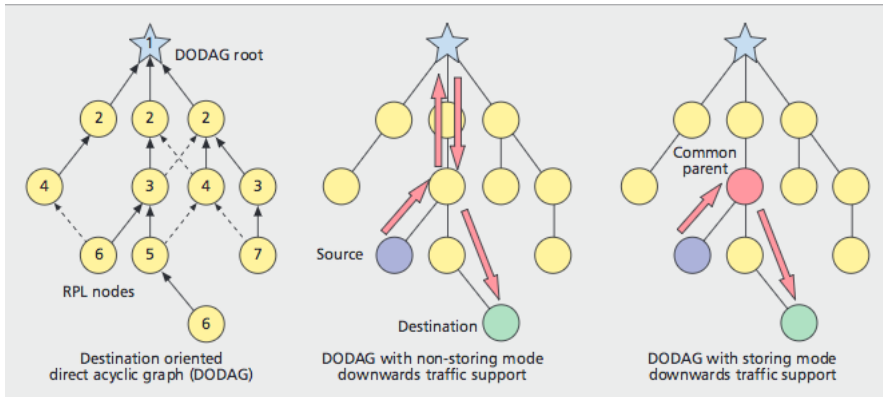 1
DODAG root
2 2 2
4 3 4 3
6 5 7
RPL nodes
6
Destination oriented
direct acyclic graph (DODAG)
Source
Destination
DODAG with non-storing mode
downwards traffic support
Common
parent
DODAG with storing mode
downwards traffic support